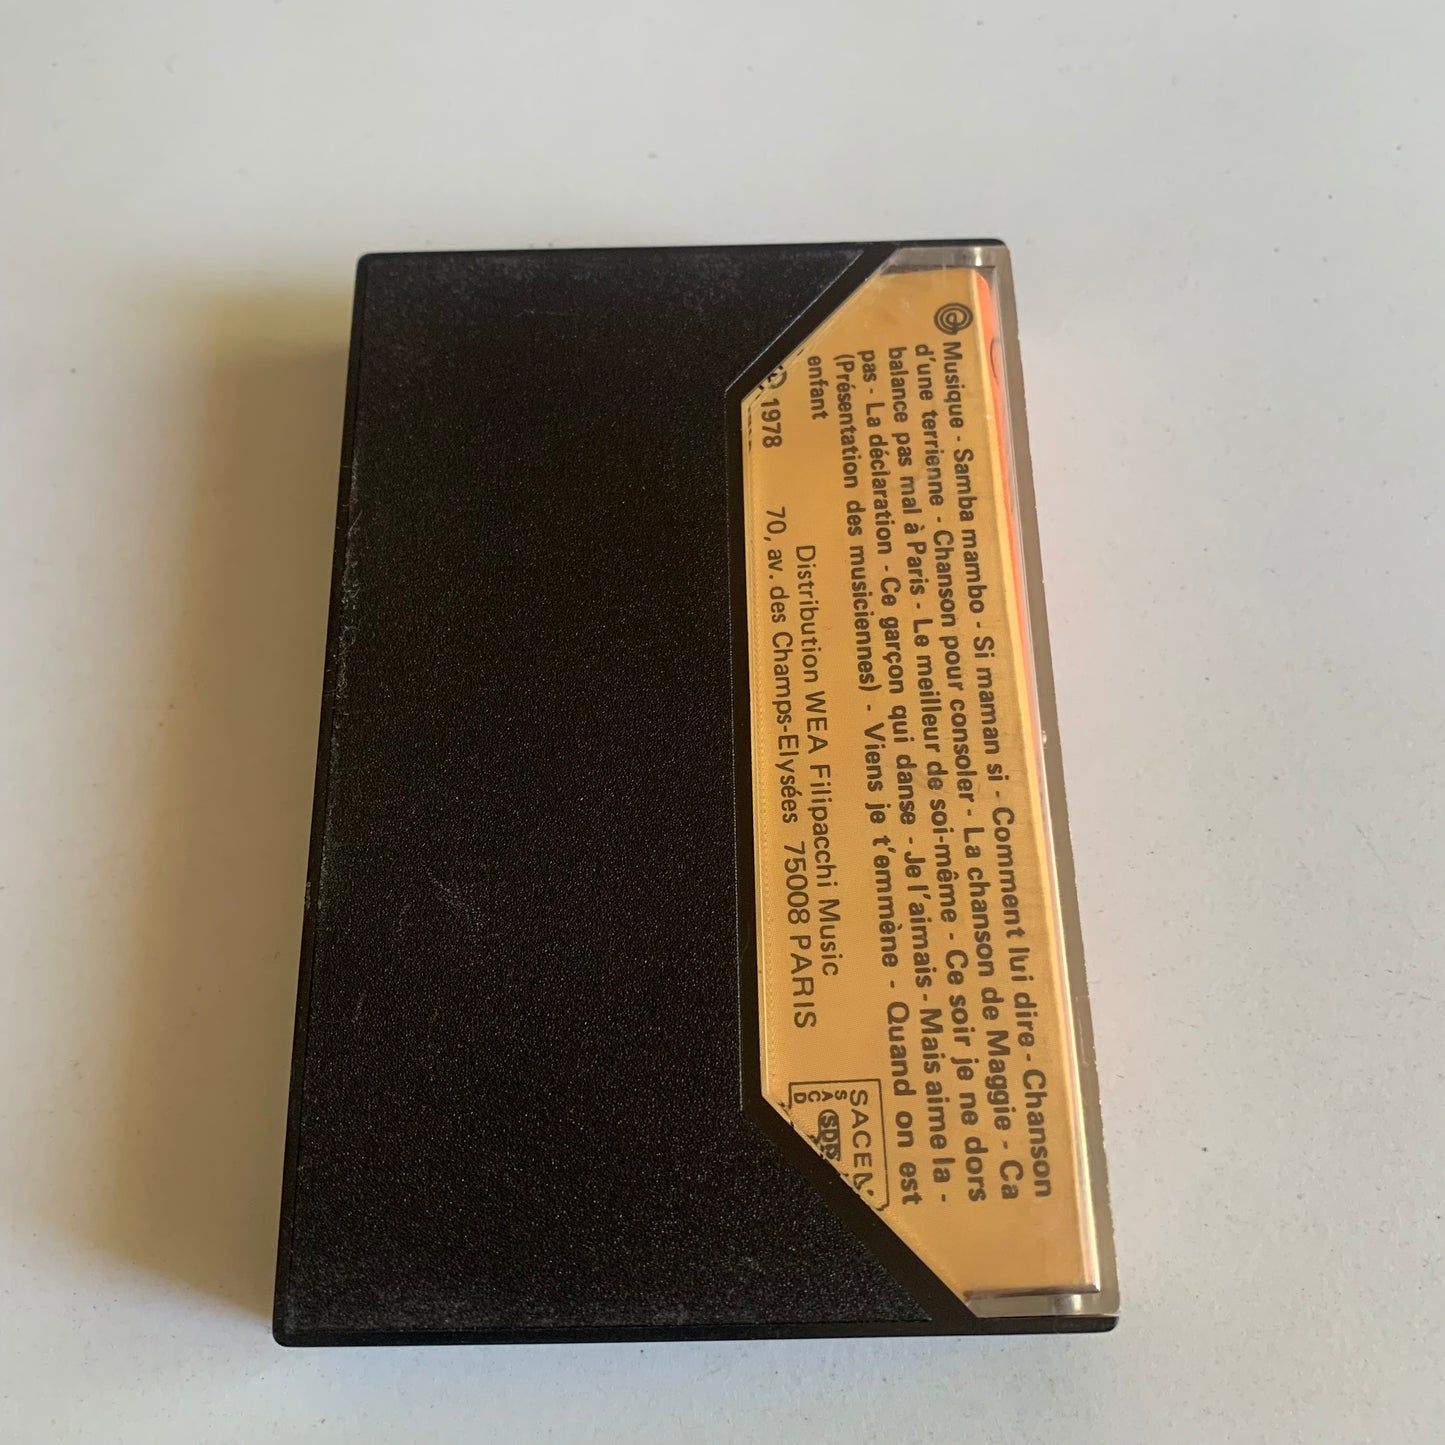 Musique - Samba mambo - Si maman si - Comment lui dire - Chanson
d'une terrienne - Chanson pour consoler - La chanson de Maggie - Ca
balance pas mal à Paris - Le meilleur de soi-même - Ce soir je ne dors
pas - La déclaration - Ce garçon qui danse - Je l'aimais - Mais aime la -
(Présentation des musiciennes) - Viens je t'emmène - Quand on est
enfant
Distribution WEA Filipacchi Music
℗ 1978 70, av. des Champs-Elysées 75008 PARIS
SACEM
S
A
C
D
SDRM